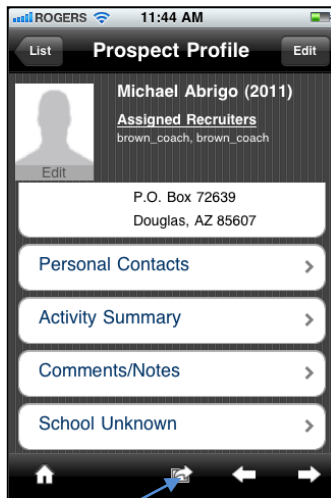 ROGERS 11:44 AM
List Prospect Profile Edit
Michael Abrigo (2011)
Assigned Recruiters
brown_coach, brown_coach
Edit
P.O. Box 72639
Douglas, AZ 85607
Personal Contacts
Activity Summary
Comments/Notes
School Unknown